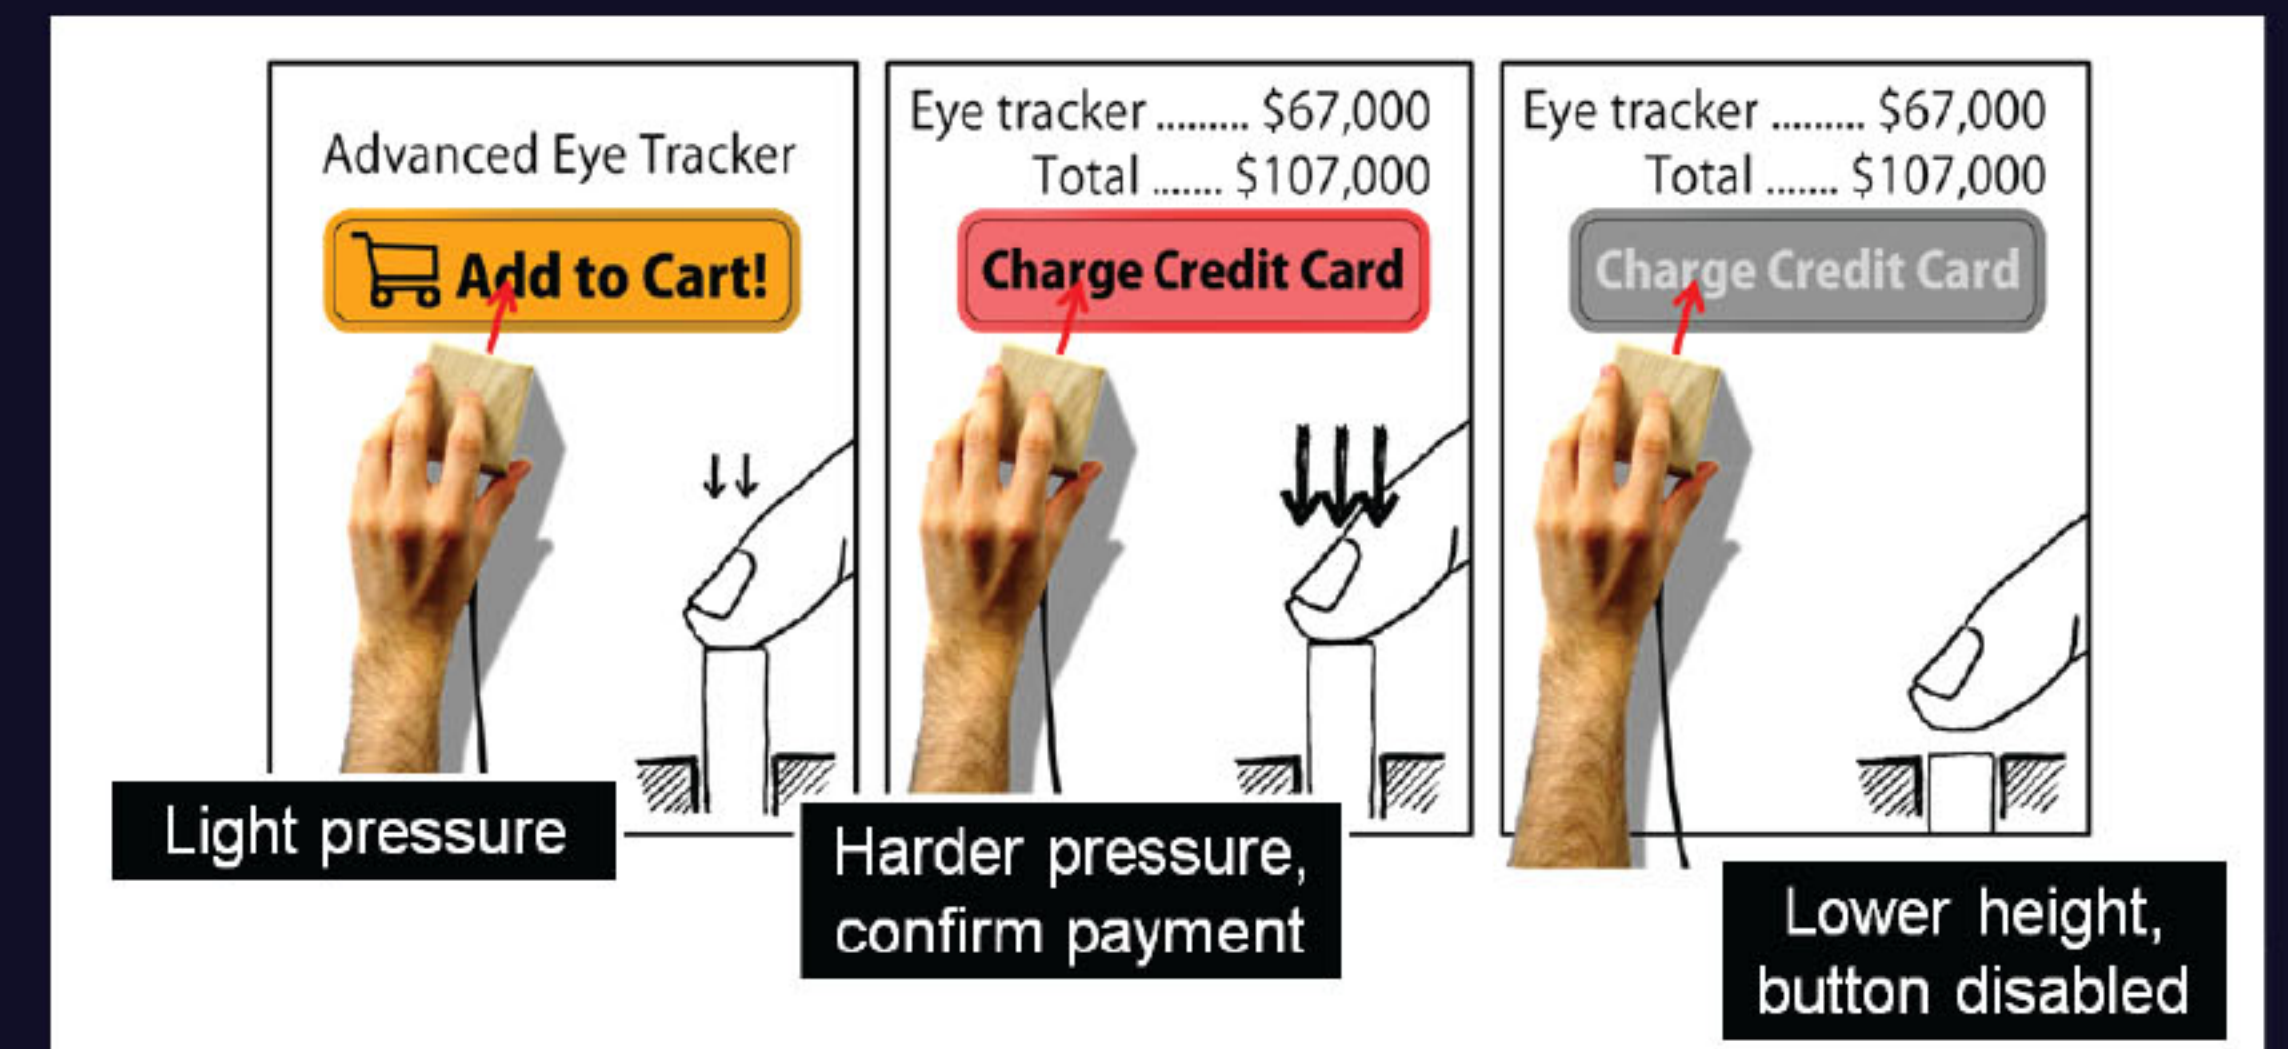 Advanced Eye Tracker
Add to Cart!
Light pressure
Eye tracker ......... $67,000
Total ....... $107,000
Charge Credit Card
Harder pressure,
confirm payment
Eye tracker ......... $67,000
Total ....... $107,000
Charge Credit Card
Lower height,
button disabled